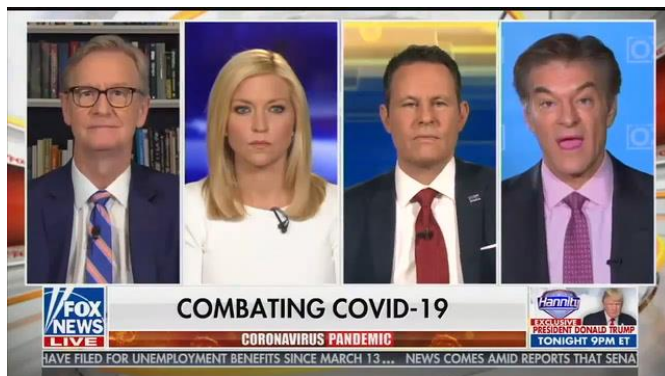 COMBATING COVID-19
FOX
NEWS
LIVE
CORONAVIRUS PANDEMIC
Hannity
EXCLUSIVE
PRESIDENT DONALD TRUMP
TONIGHT 9PM ET
HAVE FILED FOR UNEMPLOYMENT BENEFITS SINCE MARCH 13... NEWS COMES AMID REPORTS THAT SENA